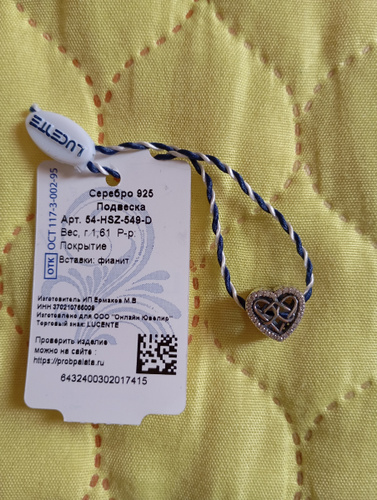 LUCENTE
ОТК ОСТ 117-3-002-95
Серебро 925
Подвеска
Арт. 54-HSZ-549-D
Вес, г.1,61 Р-р:
Покрытие :
Вставки: фианит
Изготовитель ИП Ермаков М.В.
ИНН 370210766009
Изготовлено для ООО "Онлайн Ювелир"
Торговый знак: LUCENTE
Проверить изделие
можно на сайте :
https://probpalata.ru
6432400302017415